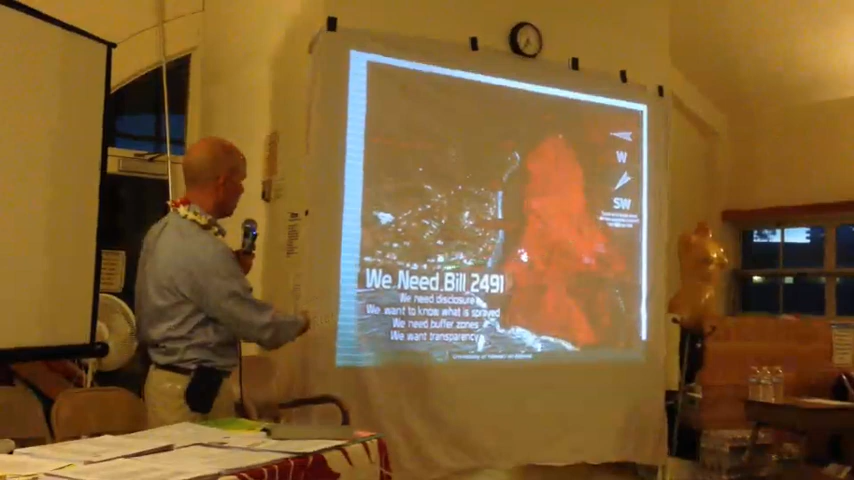 W
SW
We Need Bill 2491
We need disclosure
We want to know what is sprayed
We need buffer zones
We want transparency